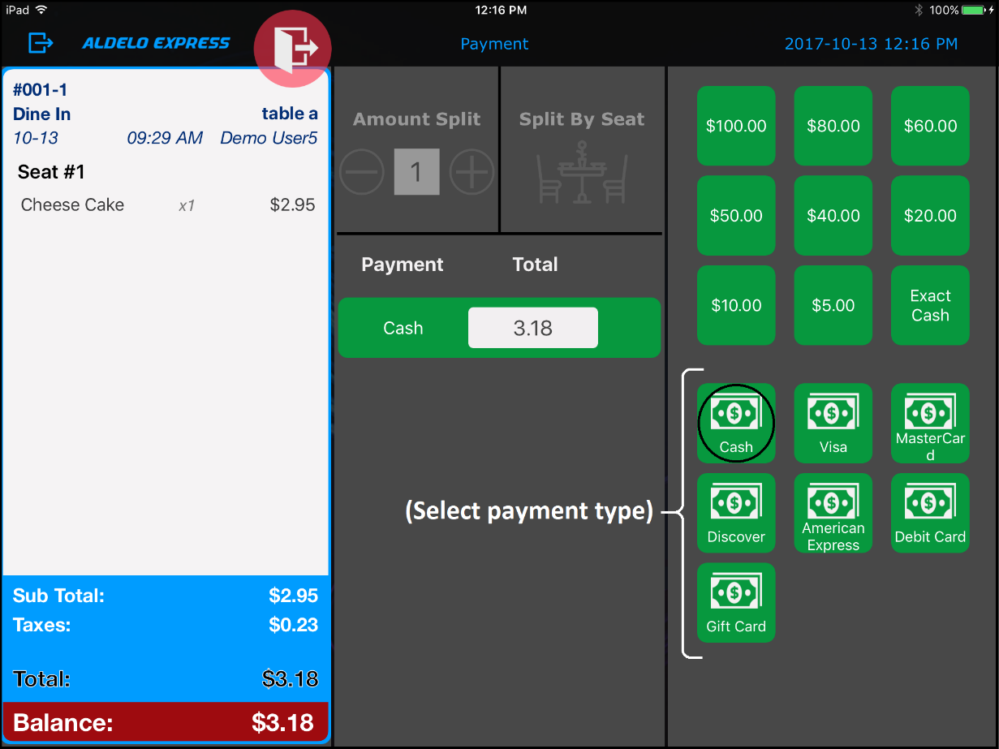 iPad 12:16 PM 100%
ALDELO EXPRESS Payment 2017-10-13 12:16 PM
#001-1
Dine In table a
10-13 09:29 AM Demo User5
Seat #1
Cheese Cake x1 $2.95
Sub Total: $2.95
Taxes: $0.23
Total: $3.18
Balance: $3.18
Amount Split Split By Seat
1
Payment Total
Cash 3.18
(Select payment type)
$100.00 $80.00 $60.00
$50.00 $40.00 $20.00
$10.00 $5.00 Exact
Cash
$ $ $
Cash Visa MasterCar
d
$ $ $
Discover American
Express Debit Card
$
Gift Card